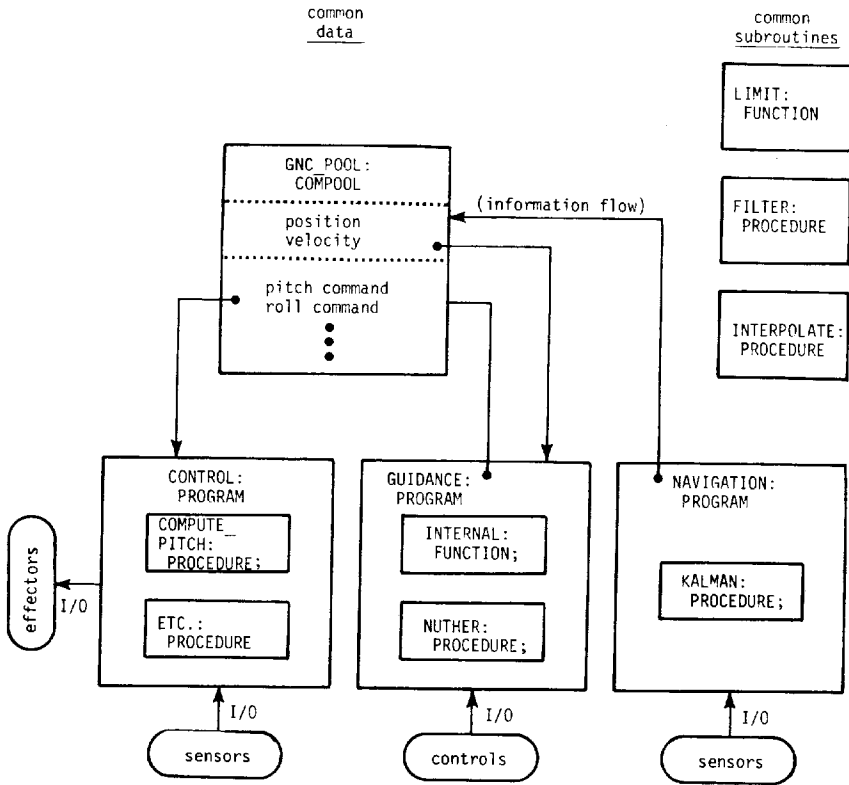 common
data
common
subroutines
LIMIT:
FUNCTION
GNC_POOL:
COMPOOL
(information flow)
position
velocity
FILTER:
PROCEDURE
pitch command
roll command
INTERPOLATE:
PROCEDURE
CONTROL:
PROGRAM
COMPUTE_
PITCH:
PROCEDURE;
ETC.:
PROCEDURE
GUIDANCE:
PROGRAM
INTERNAL:
FUNCTION;
NUTHER:
PROCEDURE;
NAVIGATION:
PROGRAM
KALMAN:
PROCEDURE;
effectors
I/O
I/O
I/O
I/O
sensors
controls
sensors